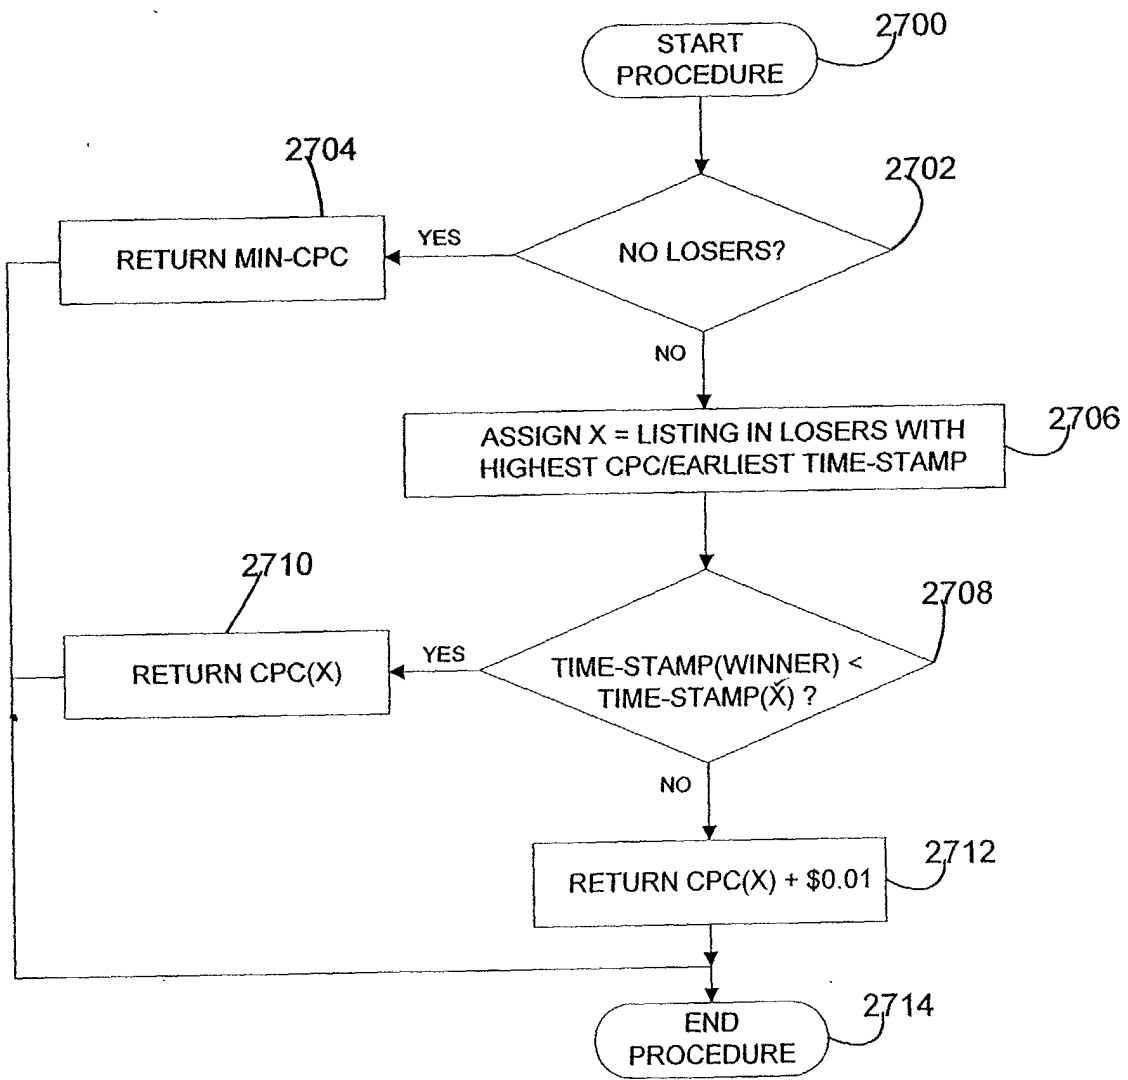 START
PROCEDURE
2700
2704
2702
RETURN MIN-CPC
YES
NO LOSERS?
NO
ASSIGN X = LISTING IN LOSERS WITH
HIGHEST CPC/EARLIEST TIME-STAMP
2706
2710
2708
RETURN CPC(X)
YES
TIME-STAMP(WINNER) <
TIME-STAMP(X) ?
NO
RETURN CPC(X) + $0.01
2712
END
PROCEDURE
2714